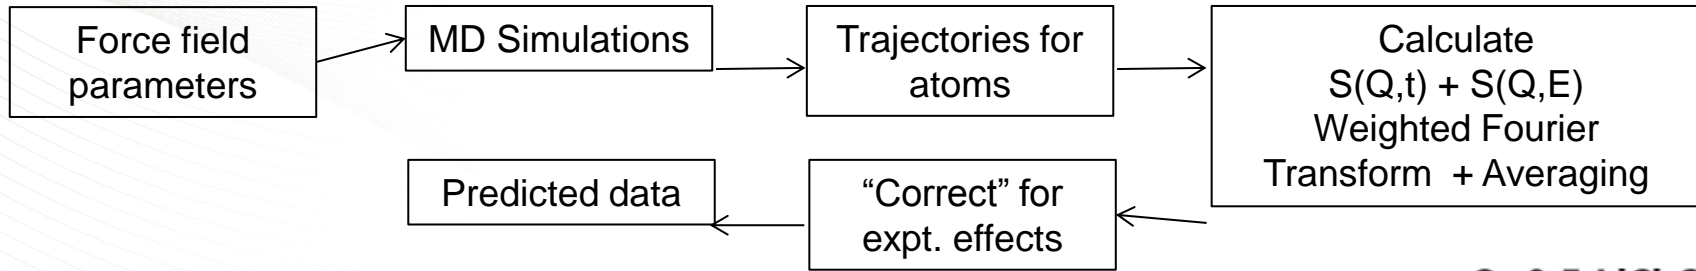 Force field
parameters
MD Simulations
Trajectories for
atoms
Calculate
S(Q,t) + S(Q,E)
Weighted Fourier
Transform + Averaging
“Correct” for
expt. effects
Predicted data